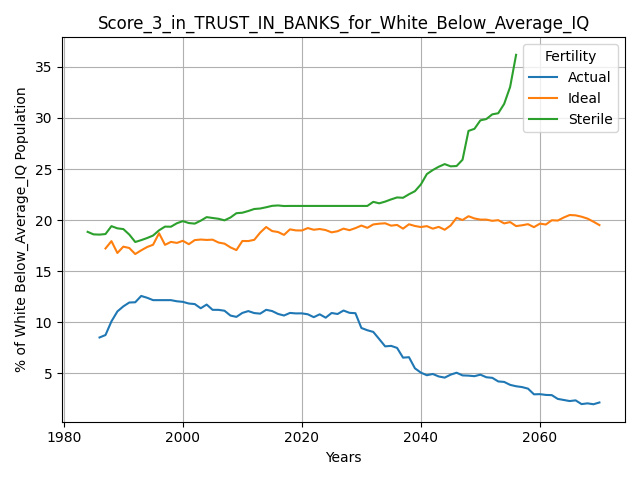 Score_3_in_TRUST_IN_BANKS_for_White_Below_Average_IQ
% of White Below_Average_IQ Population
35
30
25
20
15
10
5
Fertility
Actual
Ideal
Sterile
1980 2000 2020 2040 2060
Years